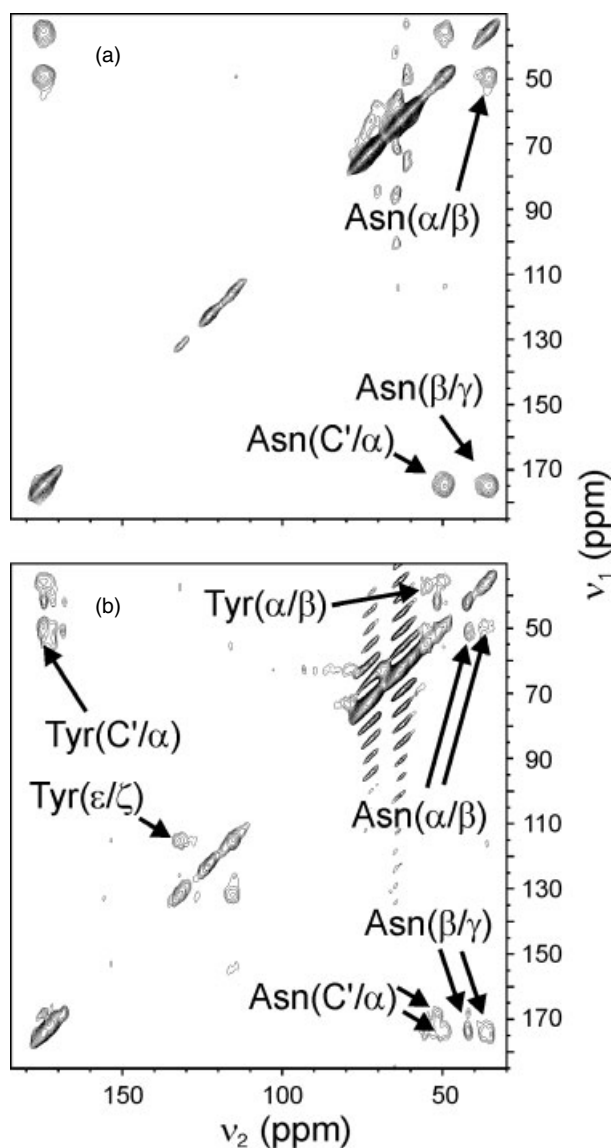 (a)
50
70
Asn(α/β)
90
110
130
Asn(β/γ)
150
Asn(C'/α)
170
ν₁ (ppm)
(b)
Tyr(α/β)
50
Tyr(C'/α)
70
90
Tyr(ε/ζ)
Asn(α/β)
110
130
Asn(β/γ)
150
Asn(C'/α)
170
150 100 50
ν₂ (ppm)